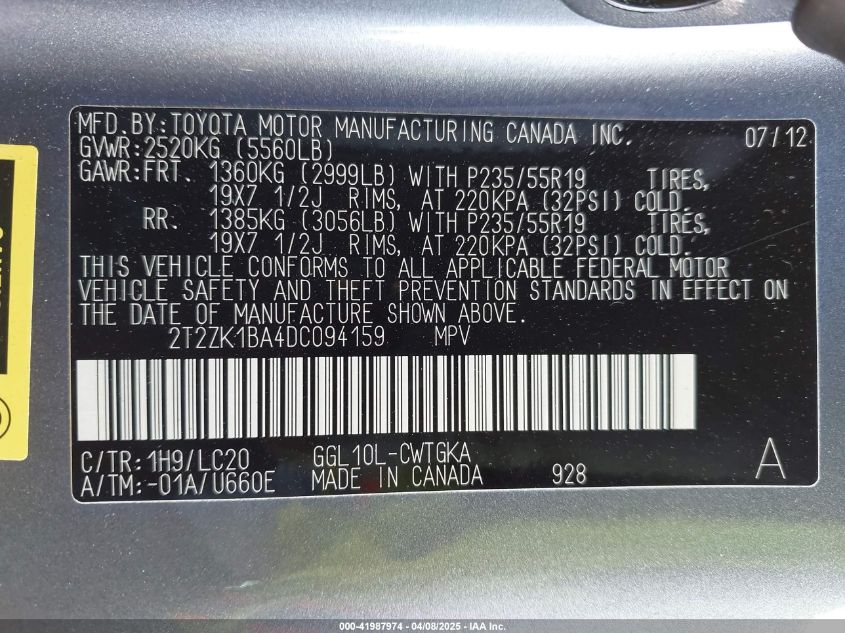 MFD.BY:TOYOTA MOTOR MANUFACTURING CANADA INC. 07/12
GVWR:2520KG (5560LB)
GAWR:FRT. 1360KG (2999LB) WITH P235/55R19 TIRES,
19X7 1/2J RIMS, AT 220KPA (32PSI) COLD.
RR. 1385KG (3056LB) WITH P235/55R19 TIRES,
19X7 1/2J RIMS, AT 220KPA (32PSI) COLD.
THIS VEHICLE CONFORMS TO ALL APPLICABLE FEDERAL MOTOR
VEHICLE SAFETY AND THEFT PREVENTION STANDARDS IN EFFECT ON
THE DATE OF MANUFACTURE SHOWN ABOVE.
2T2ZK1BA4DC094159 MPV
C/TR:1H9/LC20 GGL10L-CWTGKA A
A/TM:-01A/U660E MADE IN CANADA 928
000-41987974 | 04/08/2025 - IAA Inc.